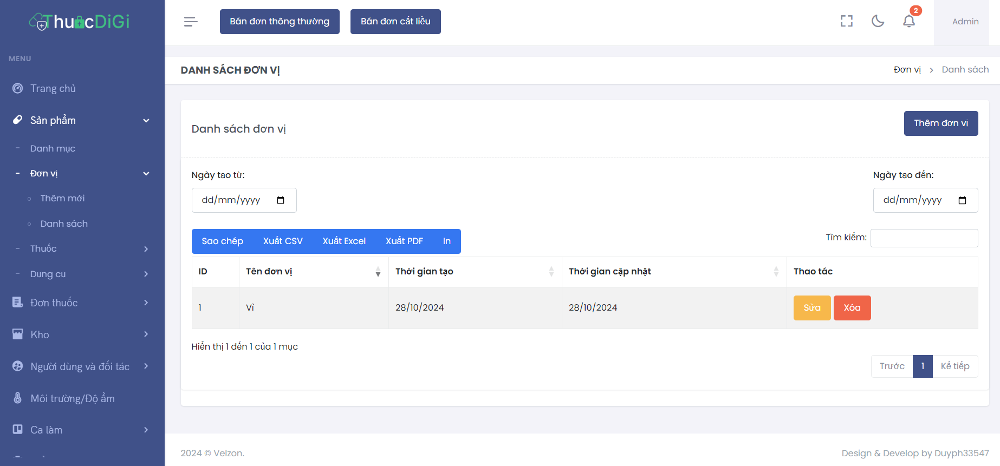 ThuốcDiGi
MENU
Trang chủ
Sản phẩm
Danh mục
Đơn vị
Thêm mới
Danh sách
Thuốc
Dụng cụ
Đơn thuốc
Kho
Người dùng và đối tác
Môi trường/Độ ẩm
Ca làm
Bán đơn thông thường
Bán đơn cắt liều
2
Admin
DANH SÁCH ĐƠN VỊ
Đơn vị > Danh sách
Danh sách đơn vị
Thêm đơn vị
Ngày tạo từ:
Ngày tạo đến:
dd/mm/yyyy
dd/mm/yyyy
Sao chép Xuất CSV Xuất Excel Xuất PDF In
Tìm kiếm:
ID Tên đơn vị Thời gian tạo Thời gian cập nhật Thao tác
1 Vỉ 28/10/2024 28/10/2024 Sửa Xóa
Hiển thị 1 đến 1 của 1 mục
Trước 1 Kế tiếp
2024 © Velzon.
Design & Develop by Duyph33547